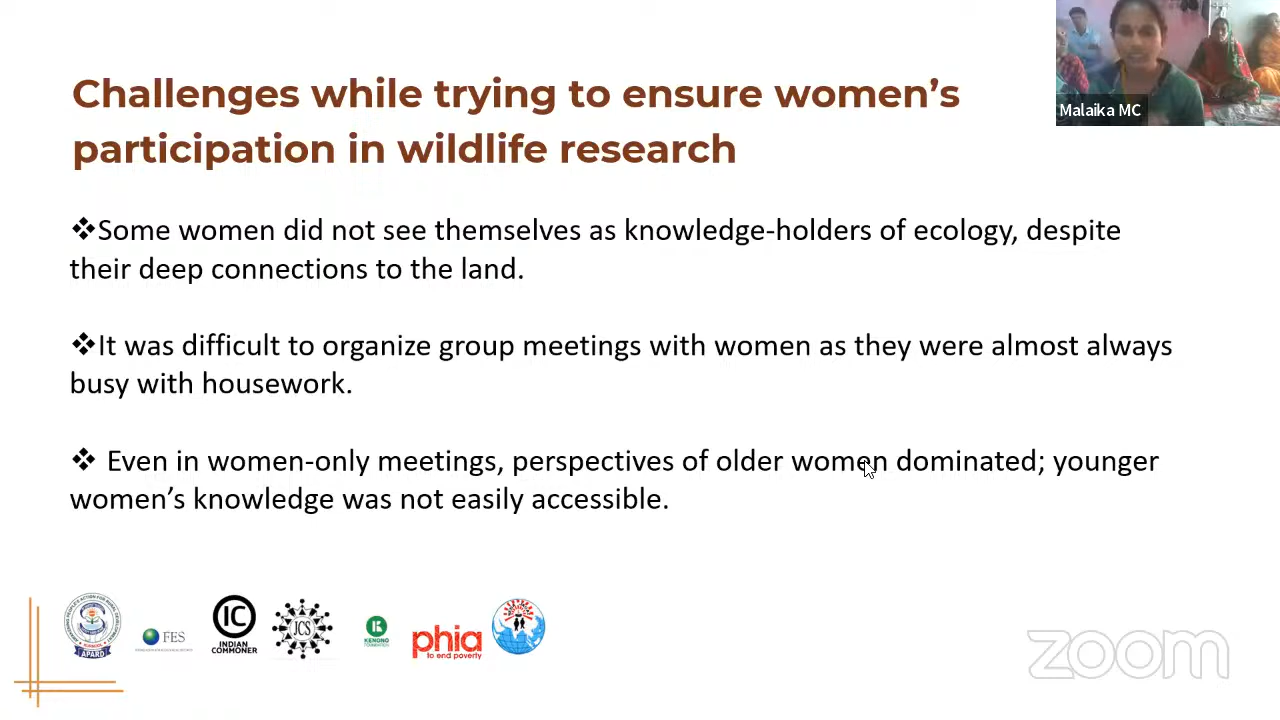 Challenges while trying to ensure women’s
participation in wildlife research
Malaika MC
❖Some women did not see themselves as knowledge-holders of ecology, despite
their deep connections to the land.
❖It was difficult to organize group meetings with women as they were almost always
busy with housework.
❖ Even in women-only meetings, perspectives of older women dominated; younger
women’s knowledge was not easily accessible.
APARD
FES
IC
INDIAN
COMMONER
JCS
KENONO
FOUNDATION
phia
to end poverty
zoom